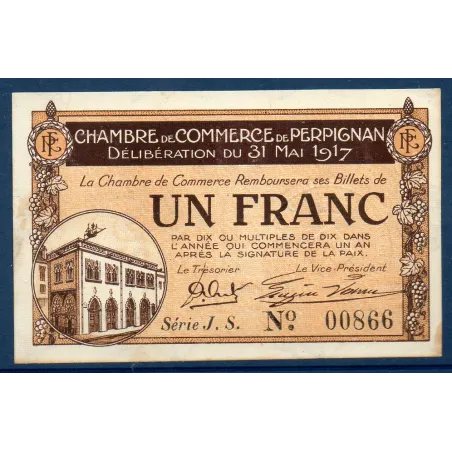 CHAMBRE DE COMMERCE DE PERPIGNAN
DÉLIBÉRATION DU 31 MAI 1917
La Chambre de Commerce Remboursera ses Billets de
UN FRANC
PAR DIX OU MULTIPLES DE DIX DANS
L'ANNÉE QUI COMMENCERA UN AN
APRÈS LA SIGNATURE DE LA PAIX.
Le Trésorier Le Vice-Président
Série J. S. No. 00866